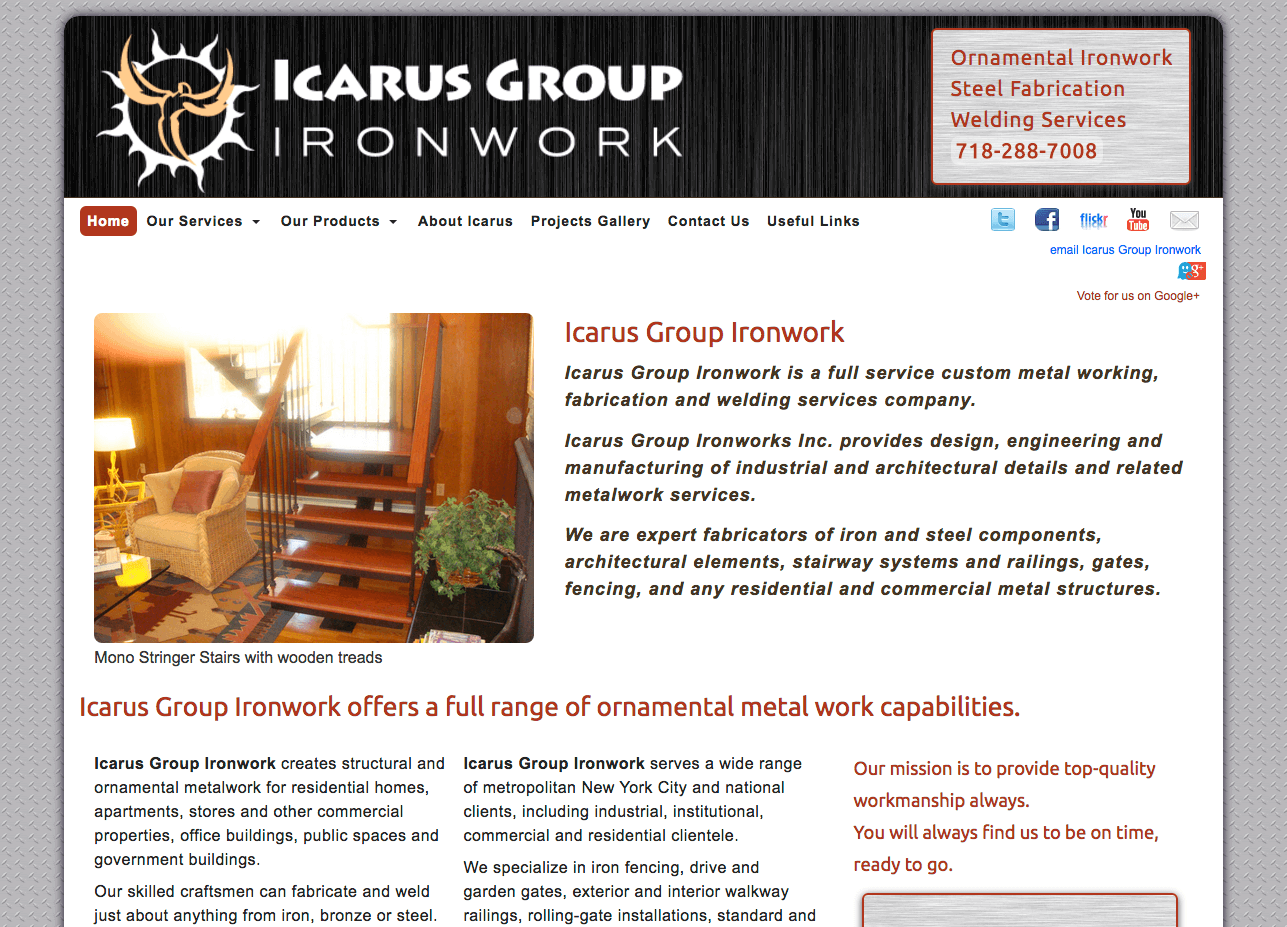 ICARUS GROUP
IRONWORK
Ornamental Ironwork
Steel Fabrication
Welding Services
718-288-7008
Home Our Services Our Products About Icarus Projects Gallery Contact Us Useful Links
t f flickr You Tube
email Icarus Group Ironwork
g+
Vote for us on Google+
Icarus Group Ironwork
Icarus Group Ironwork is a full service custom metal working,
fabrication and welding services company.
Icarus Group Ironworks Inc. provides design, engineering and
manufacturing of industrial and architectural details and related
metalwork services.
We are expert fabricators of iron and steel components,
architectural elements, stairway systems and railings, gates,
fencing, and any residential and commercial metal structures.
Mono Stringer Stairs with wooden treads
Icarus Group Ironwork offers a full range of ornamental metal work capabilities.
Icarus Group Ironwork creates structural and
ornamental metalwork for residential homes,
apartments, stores and other commercial
properties, office buildings, public spaces and
government buildings.
Our skilled craftsmen can fabricate and weld
just about anything from iron, bronze or steel.
Icarus Group Ironwork serves a wide range
of metropolitan New York City and national
clients, including industrial, institutional,
commercial and residential clientele.
We specialize in iron fencing, drive and
garden gates, exterior and interior walkway
railings, rolling-gate installations, standard and
Our mission is to provide top-quality
workmanship always.
You will always find us to be on time,
ready to go.